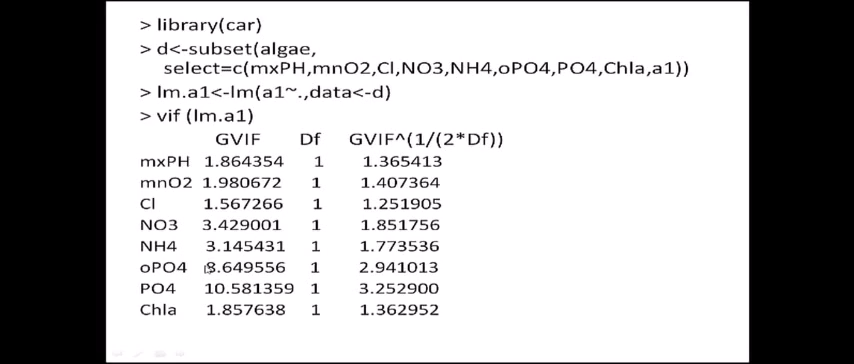 > library(car)
> d<-subset(algae,
select=c(mxPH,mnO2,Cl,NO3,NH4,oPO4,PO4,Chla,a1))
> lm.a1<-lm(a1~.,data<-d)
> vif (lm.a1)
GVIF Df GVIF^(1/(2*Df))
mxPH 1.864354 1 1.365413
mnO2 1.980672 1 1.407364
Cl 1.567266 1 1.251905
NO3 3.429001 1 1.851756
NH4 3.145431 1 1.773536
oPO4 8.649556 1 2.941013
PO4 10.581359 1 3.252900
Chla 1.857638 1 1.362952